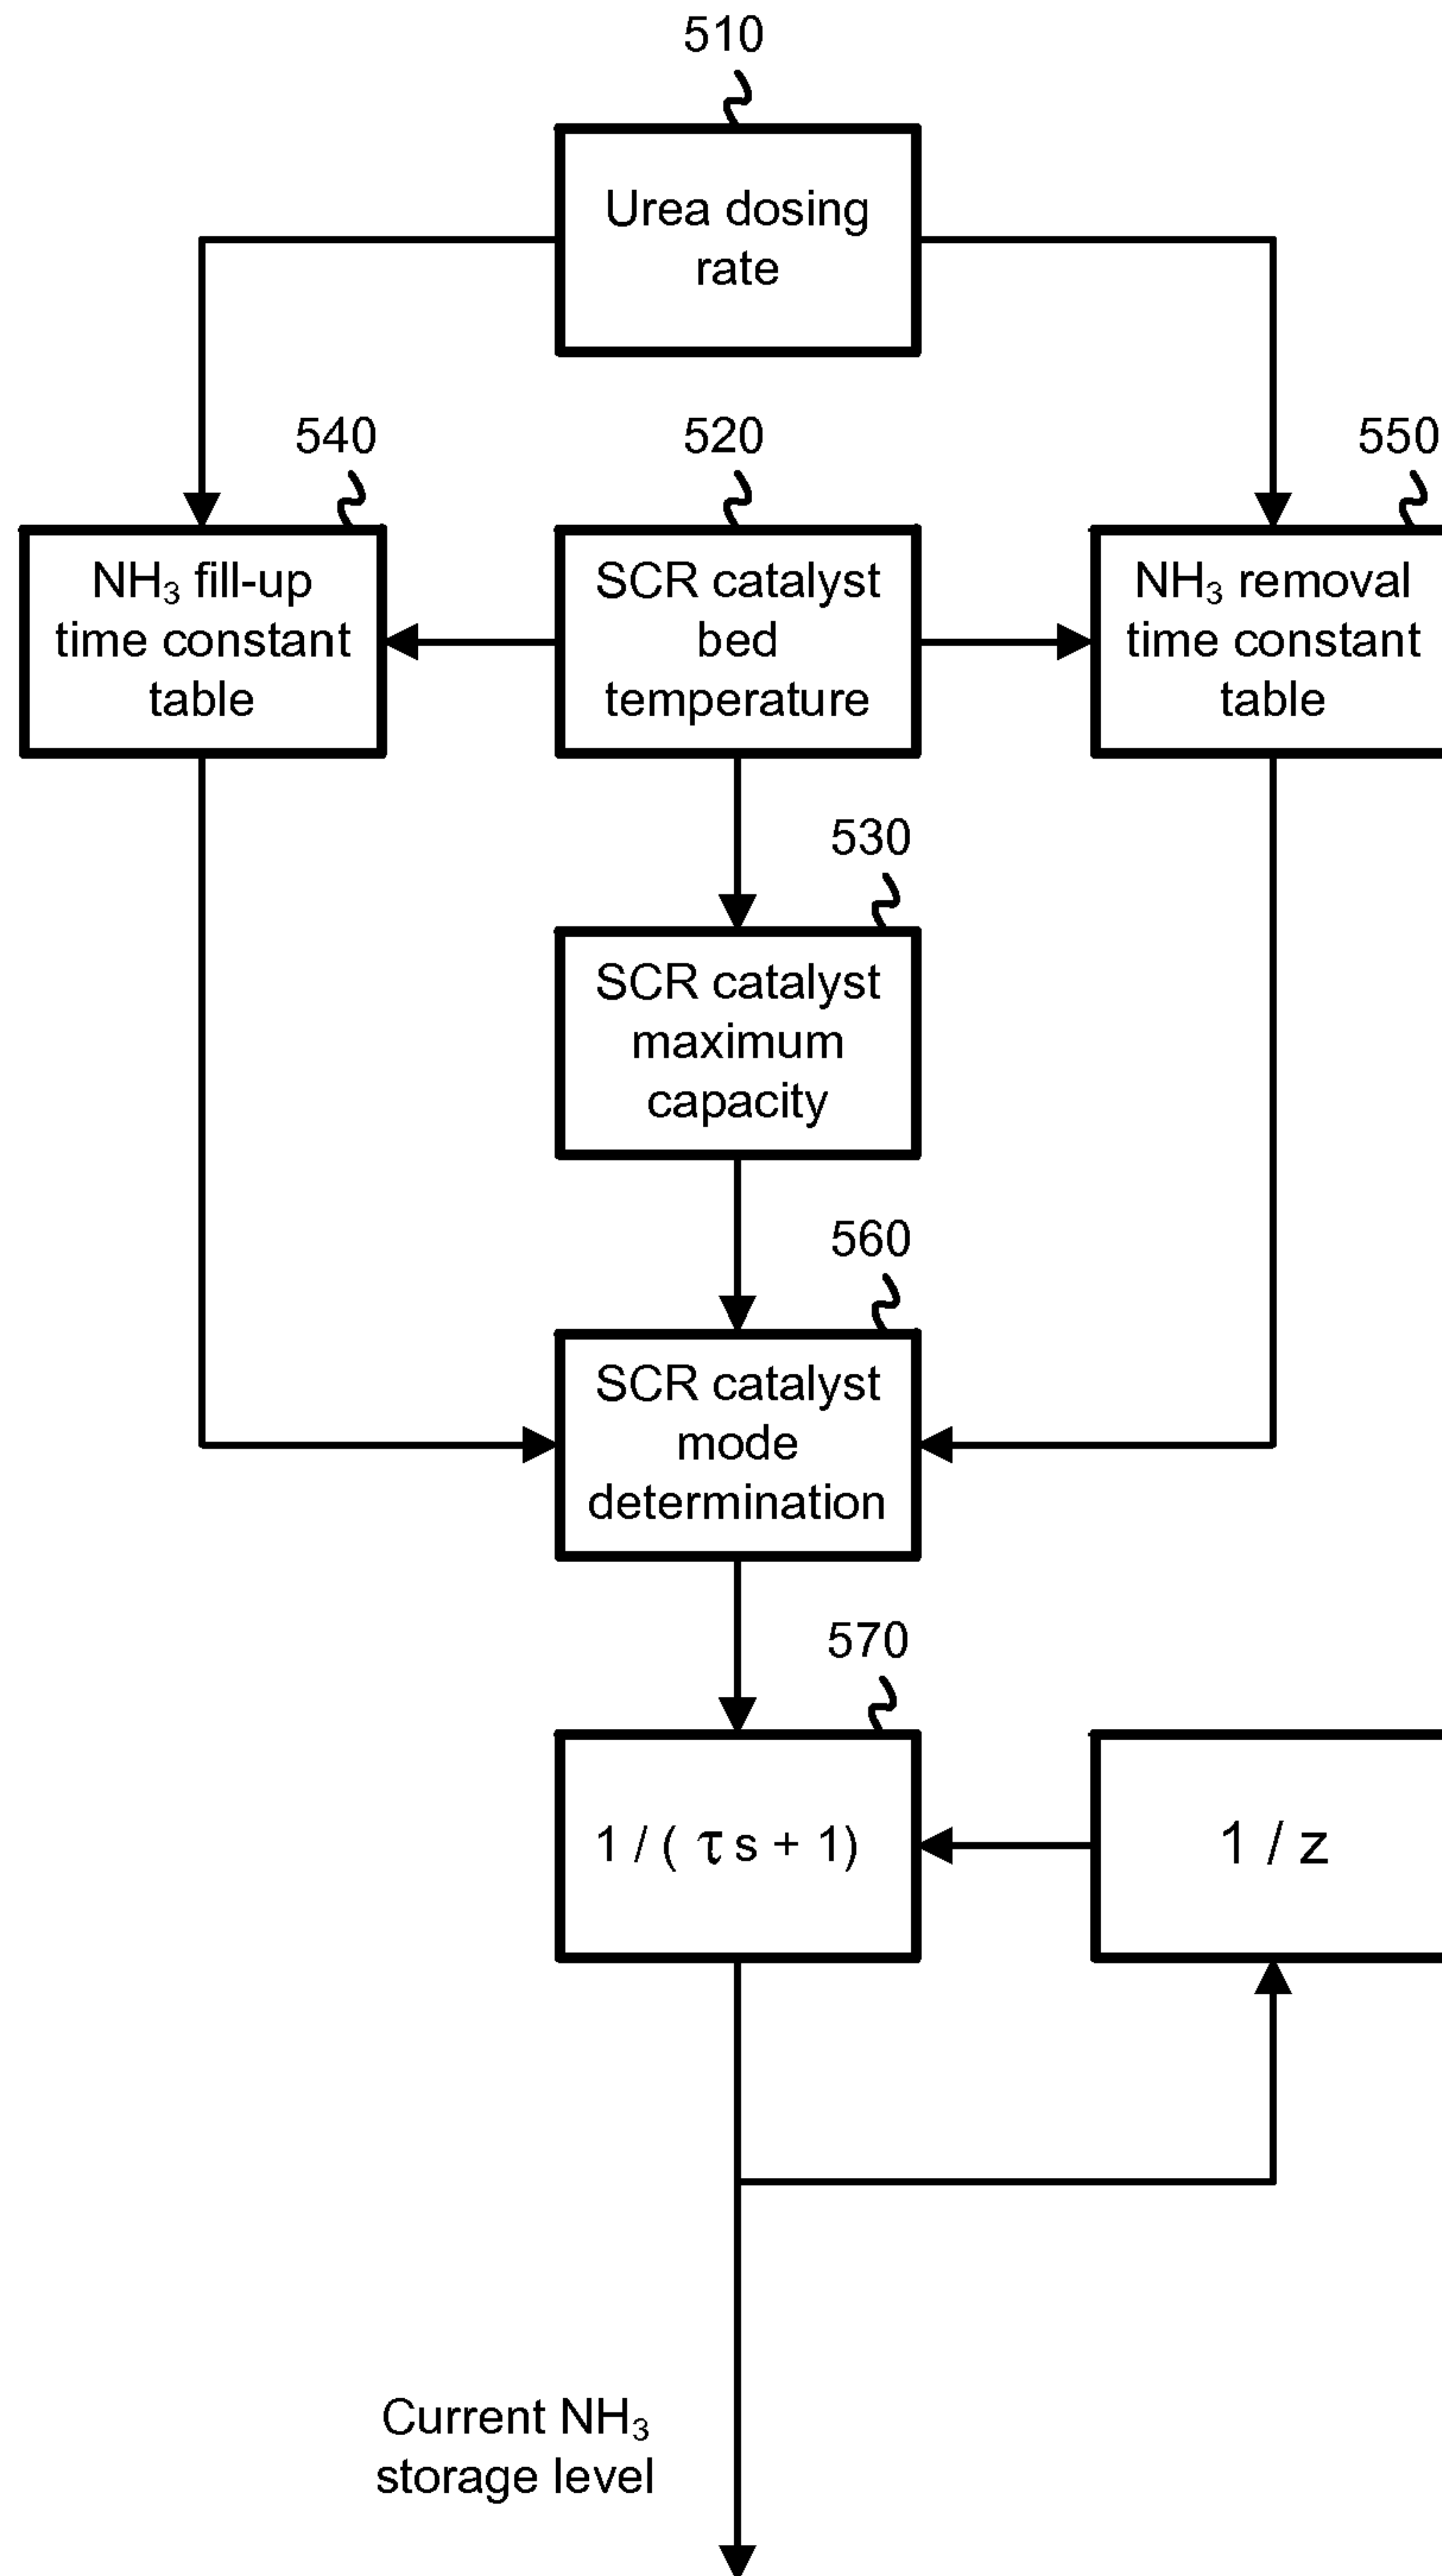 510
Urea dosing
rate
540
520
550
NH₃ fill-up
time constant
table
SCR catalyst
bed
temperature
NH₃ removal
time constant
table
530
SCR catalyst
maximum
capacity
560
SCR catalyst
mode
determination
570
1 / ( τ s + 1)
1 / z
Current NH₃
storage level